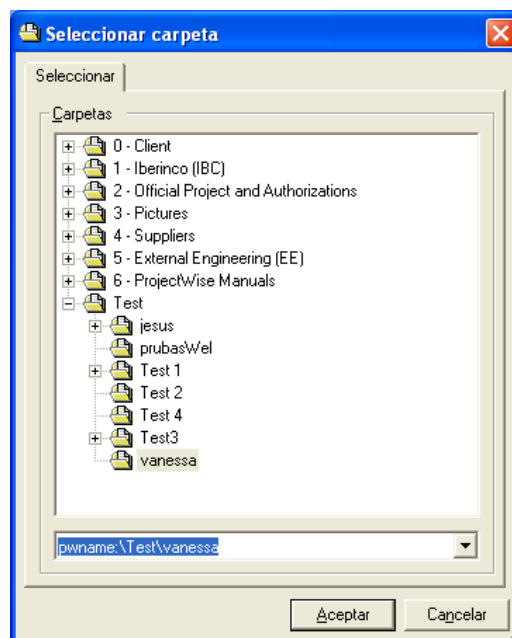 Seleccionar carpeta
Seleccionar
Carpetas
0 - Client
1 - Iberinco (IBC)
2 - Official Project and Authorizations
3 - Pictures
4 - Suppliers
5 - External Engineering (EE)
6 - ProjectWise Manuals
Test
jesus
prubasWel
Test 1
Test 2
Test 4
Test3
vanessa
pwname:\Test\vanessa
Aceptar
Cancelar